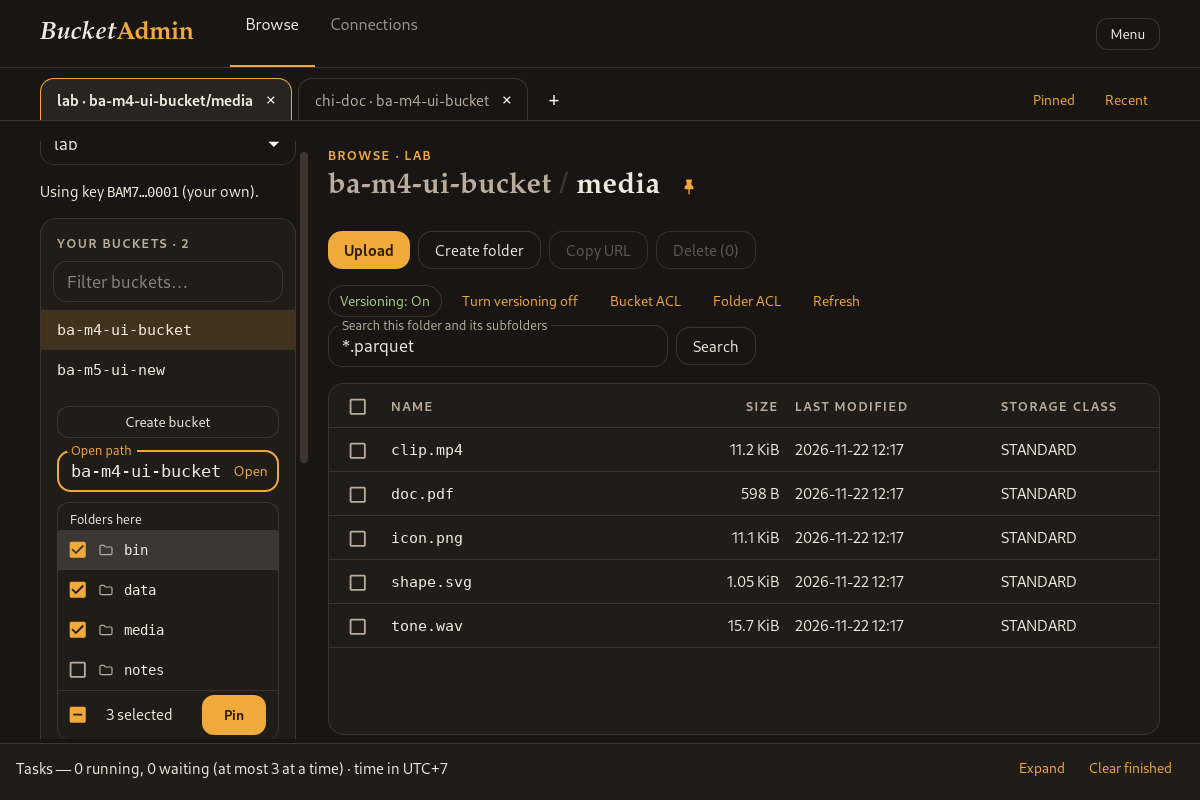 BucketAdmin
Browse
Connections
Menu
lab · ba-m4-ui-bucket/media ×
chi-doc · ba-m4-ui-bucket ×
+
Pinned
Recent
lab
Using key BAM7…0001 (your own).
YOUR BUCKETS · 2
Filter buckets…
ba-m4-ui-bucket
ba-m5-ui-new
Create bucket
Open path
ba-m4-ui-bucket Open
Folders here
bin
data
media
notes
3 selected Pin
BROWSE · LAB
ba-m4-ui-bucket / media
Upload Create folder Copy URL Delete (0)
Versioning: On Turn versioning off Bucket ACL Folder ACL Refresh
Search this folder and its subfolders
*.parquet Search
NAME SIZE LAST MODIFIED STORAGE CLASS
clip.mp4 11.2 KiB 2026-11-22 12:17 STANDARD
doc.pdf 598 B 2026-11-22 12:17 STANDARD
icon.png 11.1 KiB 2026-11-22 12:17 STANDARD
shape.svg 1.05 KiB 2026-11-22 12:17 STANDARD
tone.wav 15.7 KiB 2026-11-22 12:17 STANDARD
Tasks — 0 running, 0 waiting (at most 3 at a time) · time in UTC+7
Expand Clear finished